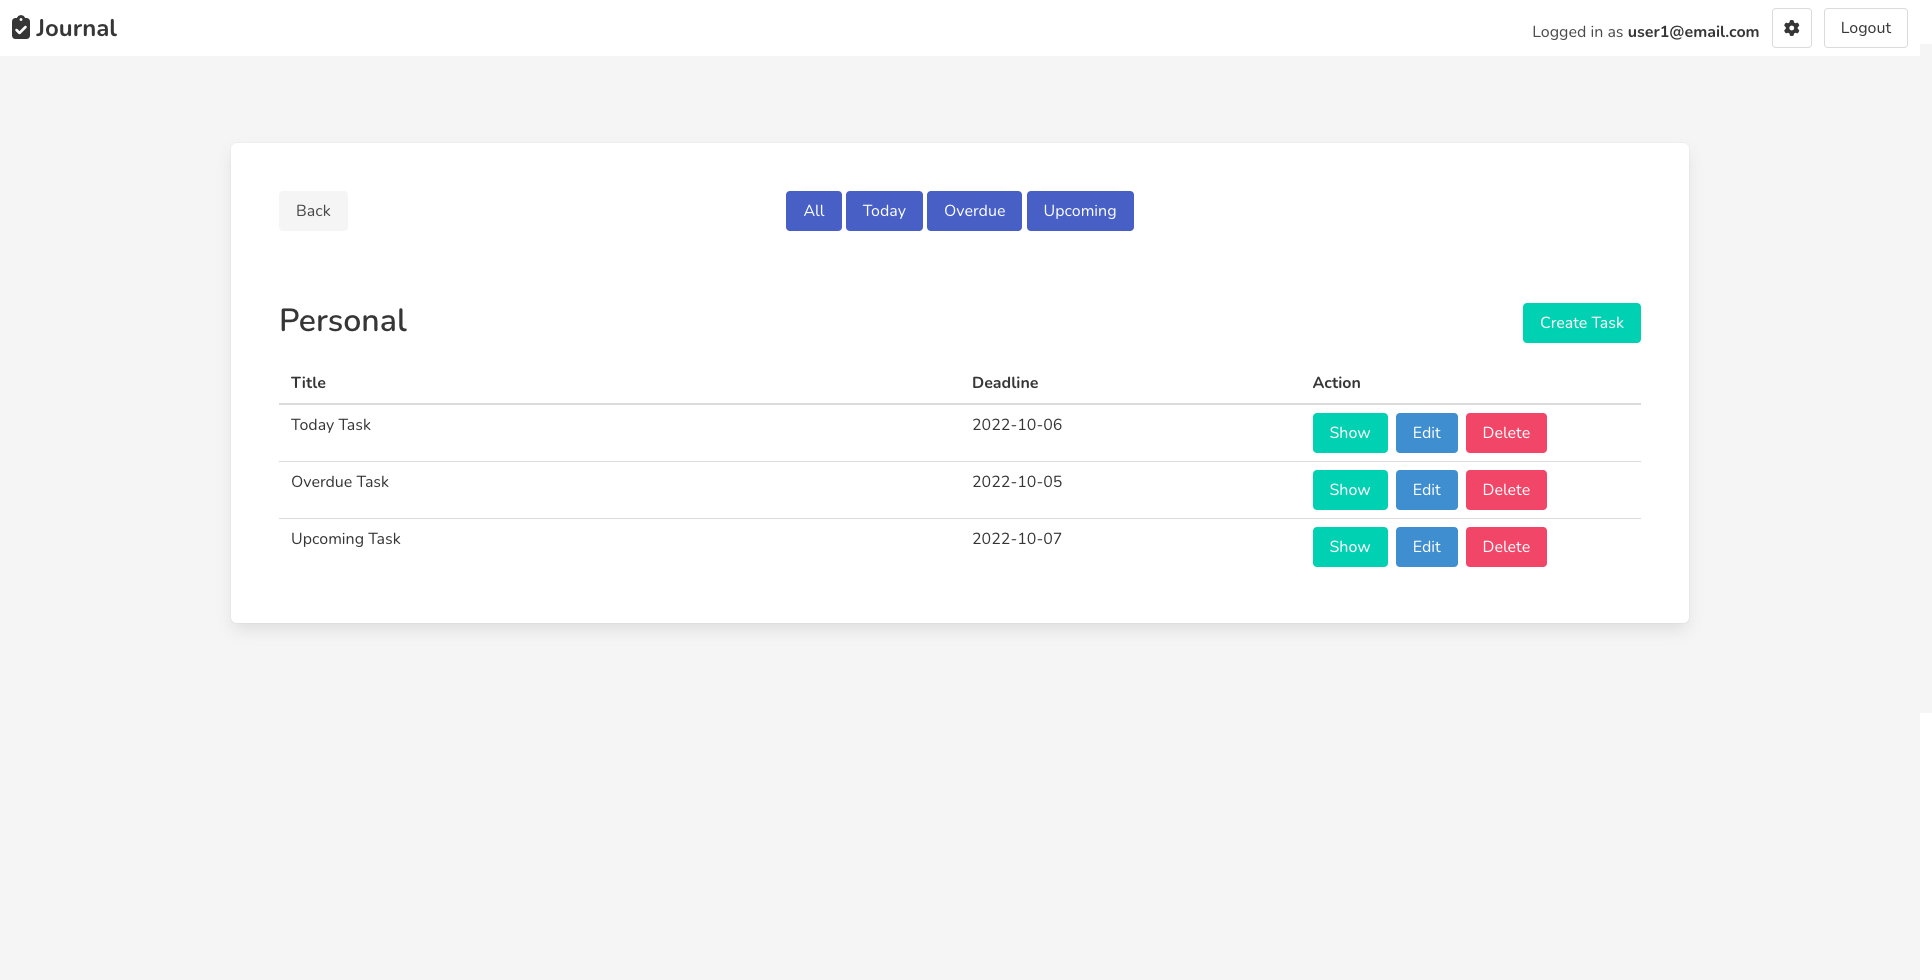 Journal
Logged in as user1@email.com
Logout
Back
All
Today
Overdue
Upcoming
Personal
Create Task
Title Deadline Action
Today Task 2022-10-06 Show Edit Delete
Overdue Task 2022-10-05 Show Edit Delete
Upcoming Task 2022-10-07 Show Edit Delete